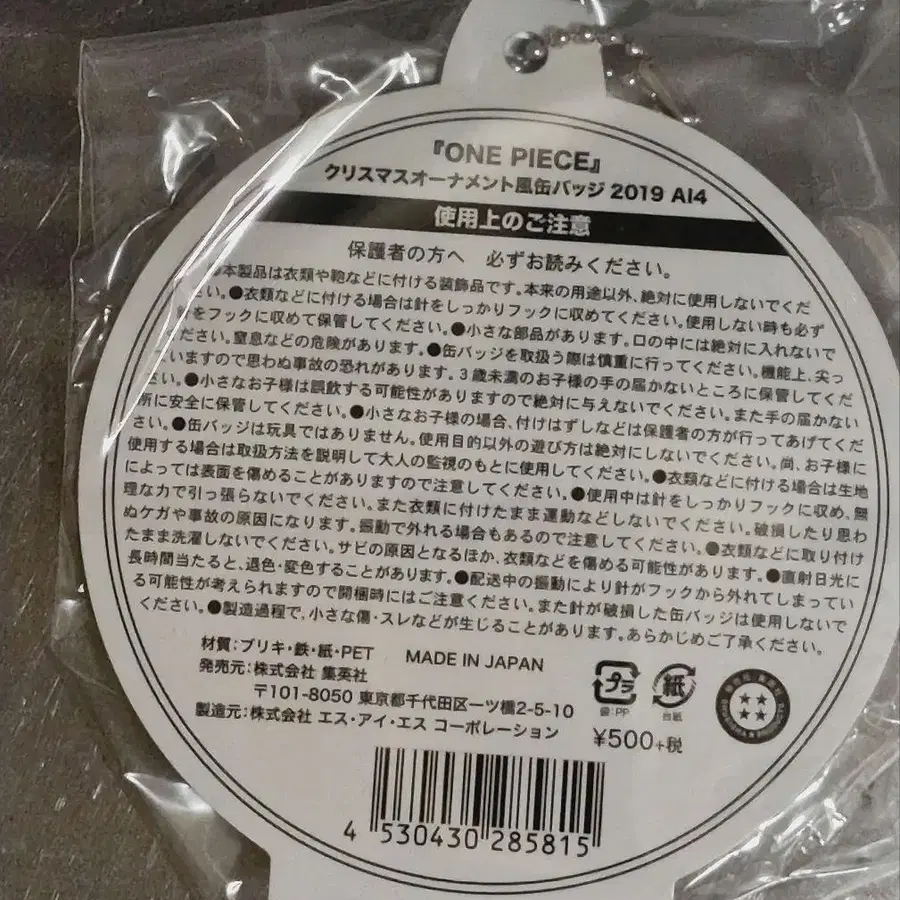 『ONE PIECE』
クリスマスオーナメント風缶バッジ 2019 A14
使用上のご注意
保護者の方へ 必ずお読みください。
●本製品は衣類や鞄などに付ける装飾品です。本来の用途以外、絶対に使用しないでくだ
さい。●衣類などに付ける場合は針をしっかりフックに収めてください。使用しない時も必ず
針をフックに収めて保管してください。●小さな部品があります。口の中には絶対に入れないで
ください。窒息などの危険があります。●缶バッジを取扱う際は慎重に行ってください。機能上、尖っ
ていますので思わぬ事故の恐れがあります。3歳未満のお子様の手の届かないところに保管してくだ
さい。●小さなお子様は誤飲する可能性がありますので絶対に与えないでください。また手の届かない
所に安全に保管してください。●小さなお子様の場合、付けはずしなどは保護者の方が行ってあげてくだ
さい。●缶バッジは玩具ではありません。使用目的以外の遊び方は絶対にしないでください。尚、お子様に
使用する場合は取扱方法を説明して大人の監視のもとに使用してください。●衣類などに付ける場合は生地
によっては表面を傷めることがありますので注意してください。●使用中は針をしっかりフックに収め、無
理な力で引っ張らないでください。また衣類に付けたまま運動などしないでください。破損したり思わ
ぬケガや事故の原因になります。振動で外れる場合もあるので注意してください。●衣類などに取り付け
たまま洗濯しないでください。サビの原因となるほか、衣類などを傷める可能性があります。●直射日光に
長時間当たると、退色・変色することがあります。●配送中の振動により針がフックから外れてしまってい
る可能性が考えられますので開梱時にはご注意ください。また針が破損した缶バッジは使用しないで
ください。●製造過程で、小さな傷・スレなどが生じることがあります。あらかじめご了承ください。
材質:ブリキ・鉄・紙・PET MADE IN JAPAN
発売元:株式会社 集英社
〒101-8050 東京都千代田区一ツ橋2-5-10
製造元:株式会社 エス・アイ・エス コーポレーション
プラ
袋:PP
紙
台紙
¥500+税
4 530430 285815